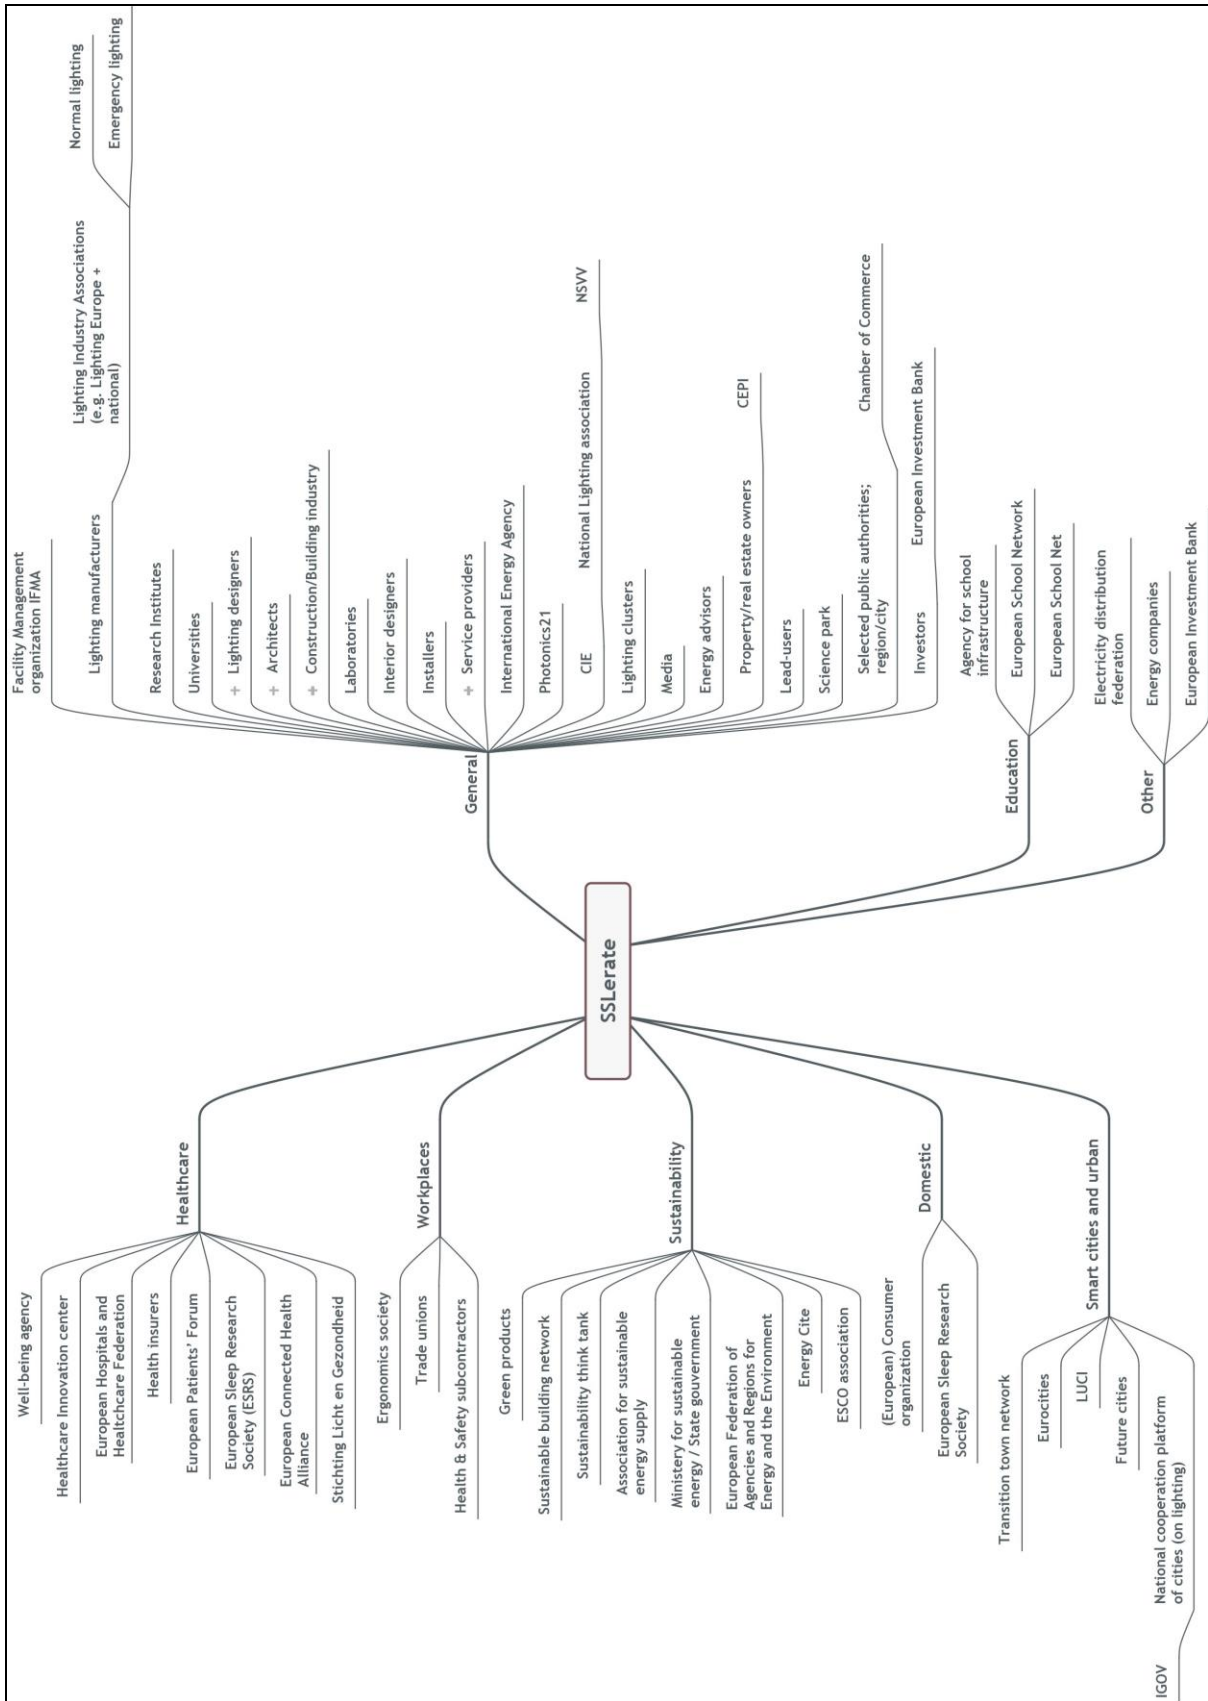 SSLerate
General
Facility Management
organization IFMA
Lighting manufacturers
Lighting Industry Associations
(e.g. Lighting Europe +
national)
Normal lighting
Emergency lighting
Research Institutes
Universities
+ Lighting designers
+ Architects
+ Construction/Building industry
Laboratories
Interior designers
Installers
+ Service providers
International Energy Agency
Photonics21
CIE
National Lighting association
NSVV
Lighting clusters
Media
Energy advisors
Property/real estate owners
CEPI
Lead-users
Science park
Selected public authorities;
region/city
Chamber of Commerce
Investors
European Investment Bank
Education
Agency for school
infrastructure
European School Network
European School Net
Other
Electricity distribution
federation
Energy companies
European Investment Bank
Healthcare
Well-being agency
Healthcare Innovation center
European Hospitals and
Healtchcare Federation
Health insurers
European Patients' Forum
European Sleep Research
Society (ESRS)
European Connected Health
Alliance
Stichting Licht en Gezondheid
Workplaces
Ergonomics society
Trade unions
Health & Safety subcontractors
Sustainability
Green products
Sustainable building network
Sustainability think tank
Association for sustainable
energy supply
Ministery for sustainable
energy / State gouvernment
European Federation of
Agencies and Regions for
Energy and the Environment
Energy Cite
ESCO association
Domestic
(European) Consumer
organization
European Sleep Research
Society
Smart cities and urban
Transition town network
Eurocities
LUCI
Future cities
National cooperation platform
of cities (on lighting)
IGOV